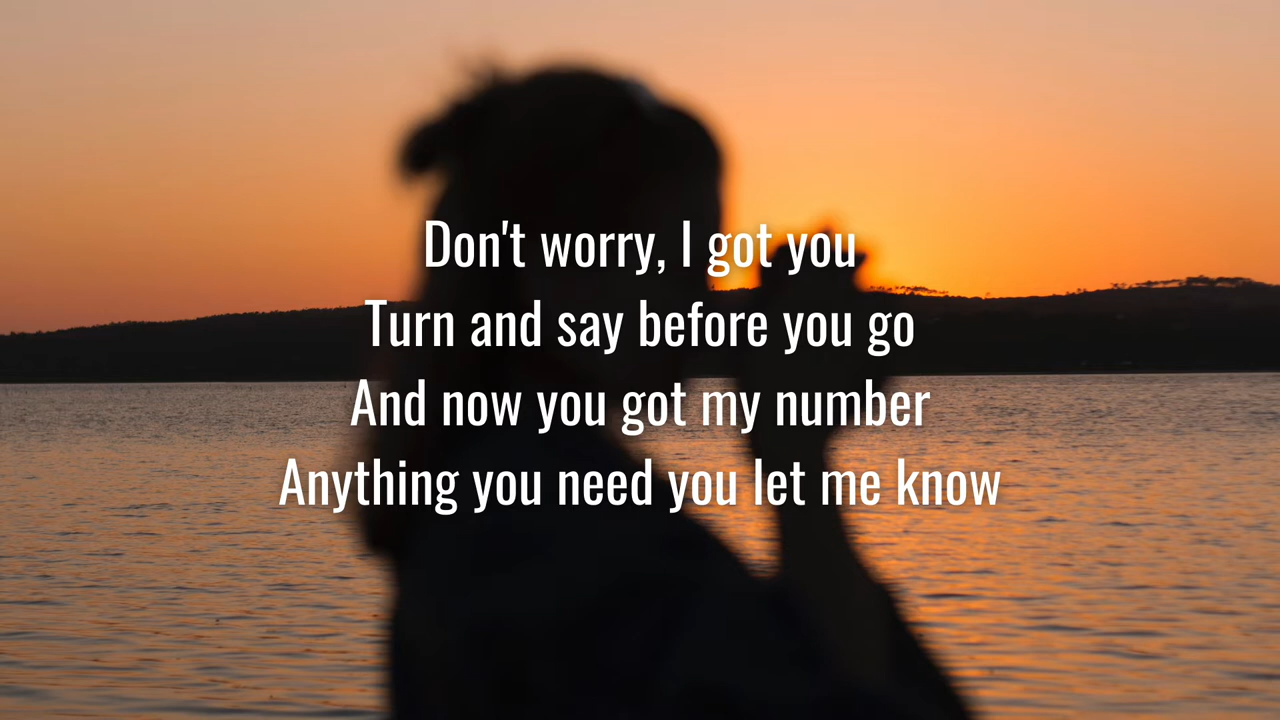 Don't worry, I got you
Turn and say before you go
And now you got my number
Anything you need you let me know